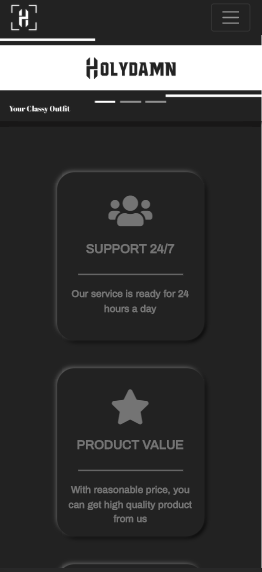 H
HOLYDAMN
Your Classy Outfit
SUPPORT 24/7
Our service is ready for 24
hours a day
PRODUCT VALUE
With reasonable price, you
can get high quality product
from us